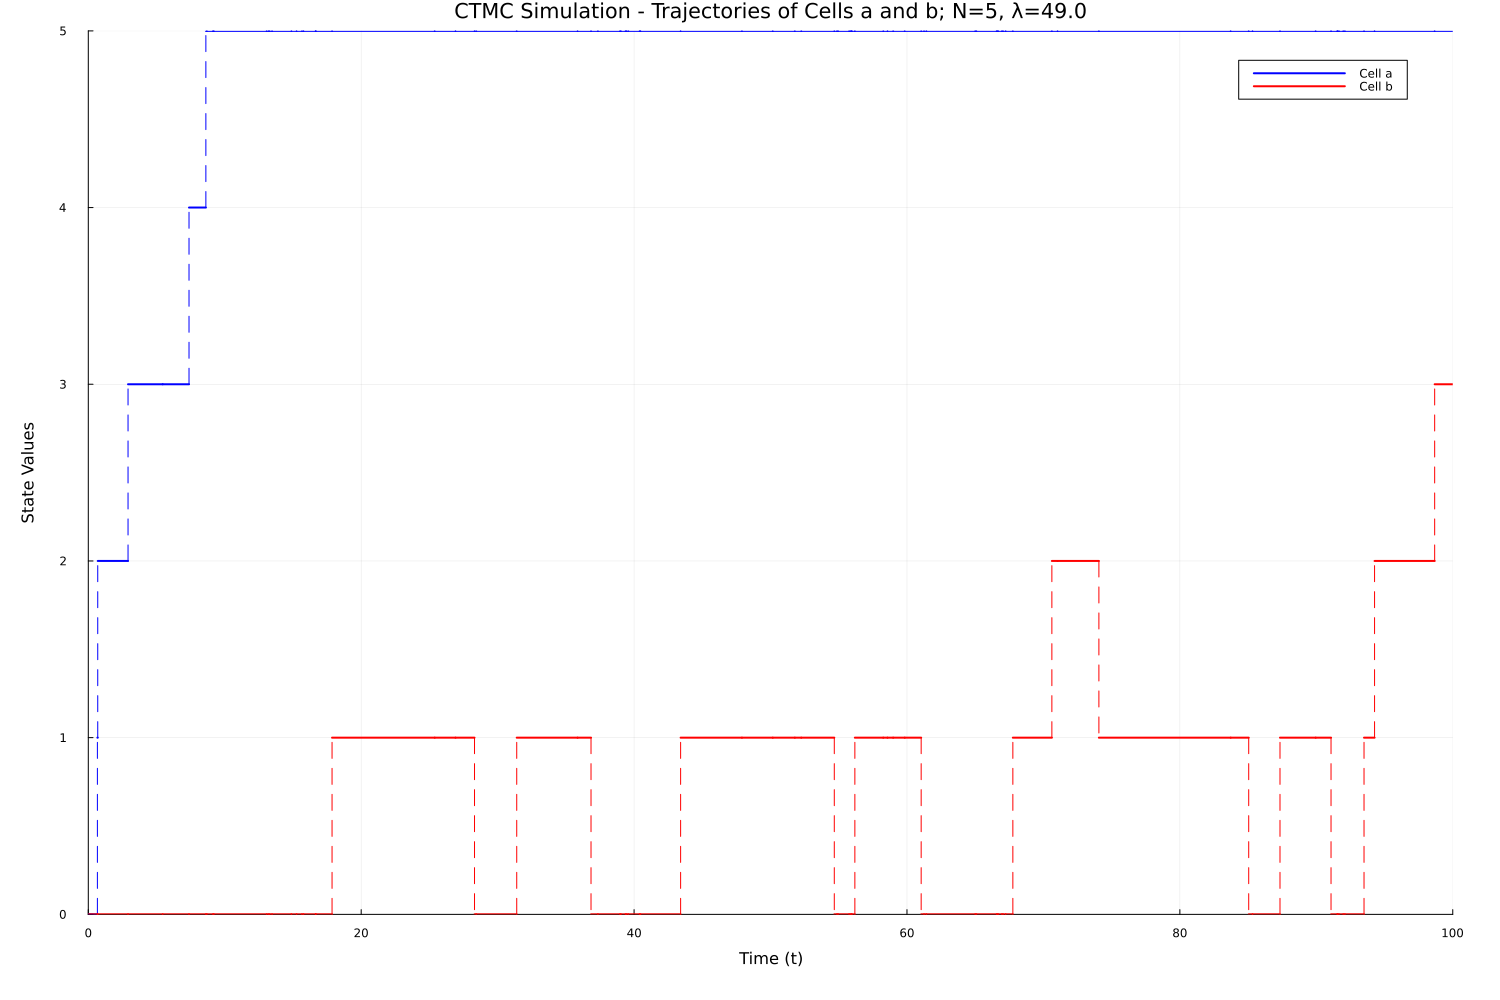 CTMC Simulation - Trajectories of Cells a and b; N=5, λ=49.0
5
Cell a
Cell b
4
3
State Values
2
1
0
0 20 40 60 80 100
Time (t)